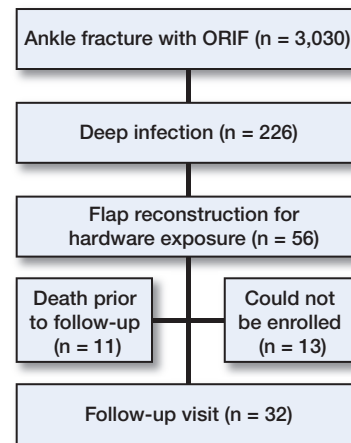 Ankle fracture with ORIF (n = 3,030)
Deep infection (n = 226)
Flap reconstruction for
hardware exposure (n = 56)
Death prior
to follow-up
(n = 11)
Could not
be enrolled
(n = 13)
Follow-up visit (n = 32)